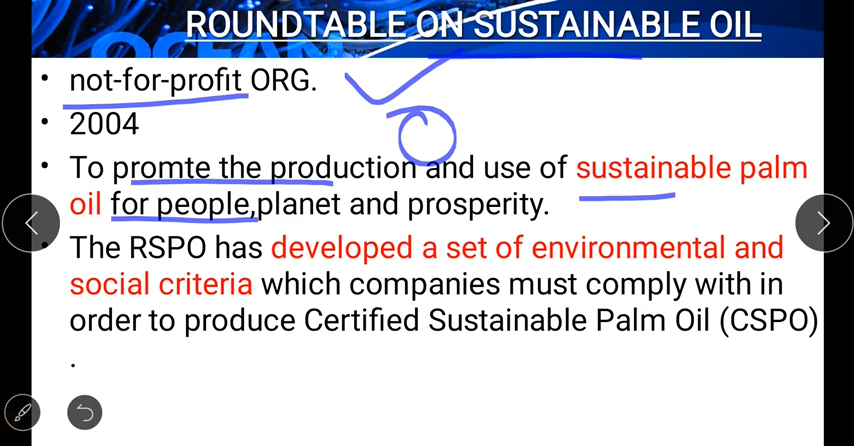 ROUNDTABLE ON SUSTAINABLE OIL
• not-for-profit ORG.
• 2004
• To promte the production and use of sustainable palm
oil for people,planet and prosperity.
• The RSPO has developed a set of environmental and
social criteria which companies must comply with in
order to produce Certified Sustainable Palm Oil (CSPO)
.